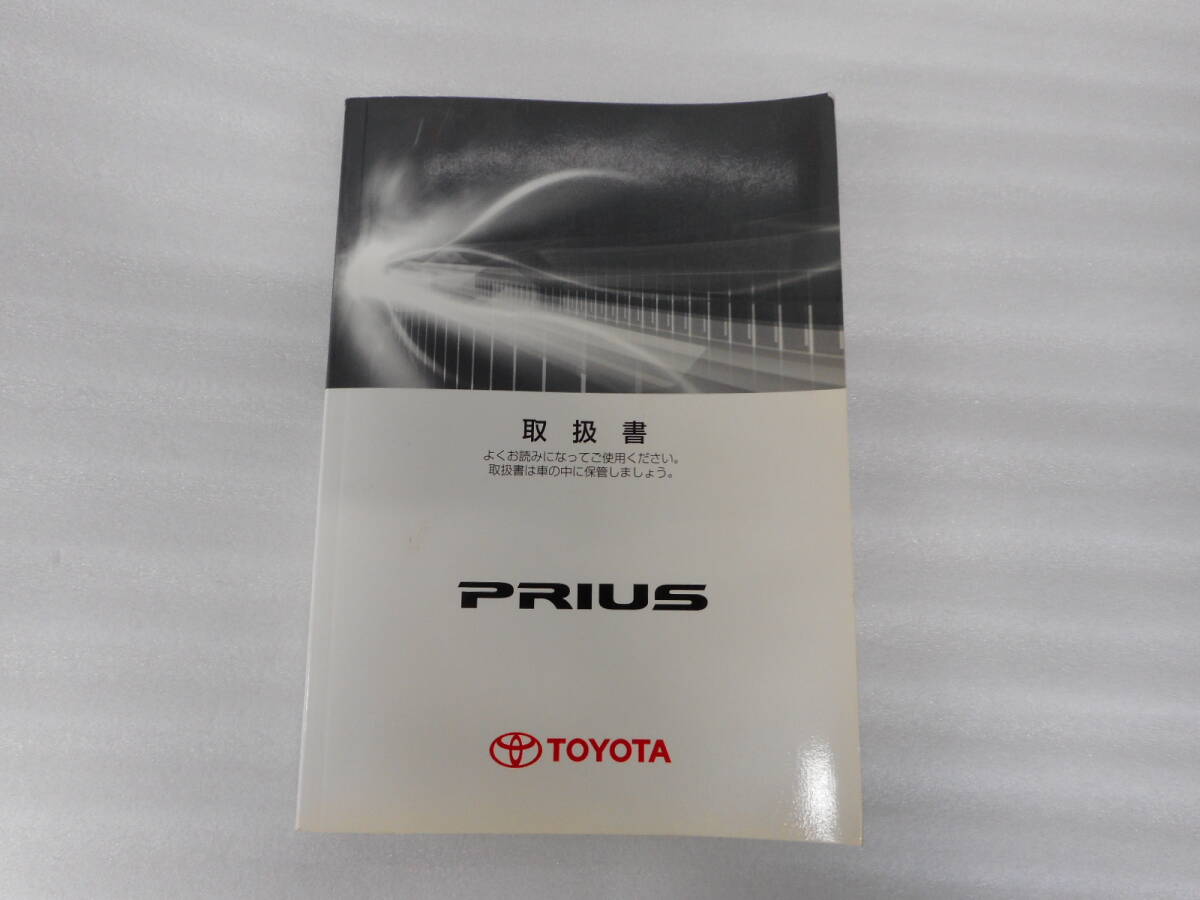 取扱書
よくお読みになってご使用ください。
取扱書は車の中に保管しましょう。
PRIUS
TOYOTA